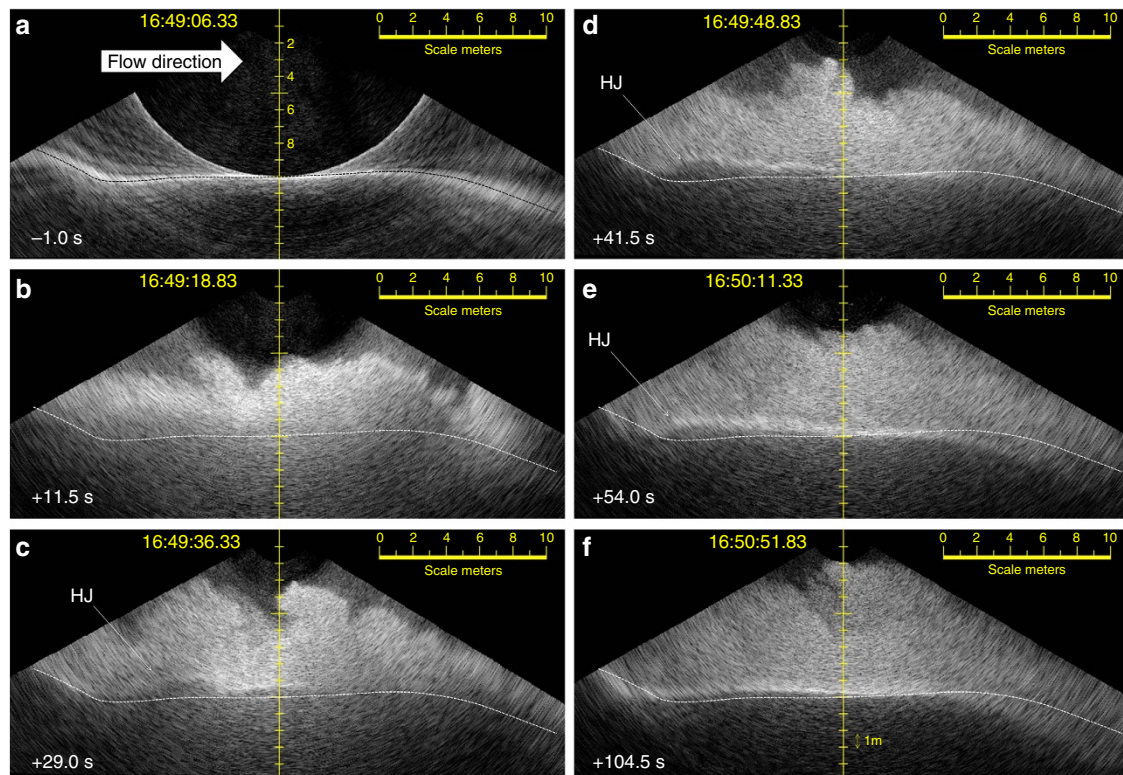 a
16:49:06.33
0 2 4 6 8 10
Scale meters
Flow direction
2
4
6
8
–1.0 s
b
16:49:18.83
0 2 4 6 8 10
Scale meters
+11.5 s
c
16:49:36.33
0 2 4 6 8 10
Scale meters
HJ
+29.0 s
d
16:49:48.83
0 2 4 6 8 10
Scale meters
HJ
+41.5 s
e
16:50:11.33
0 2 4 6 8 10
Scale meters
HJ
+54.0 s
f
16:50:51.83
0 2 4 6 8 10
Scale meters
1m
+104.5 s